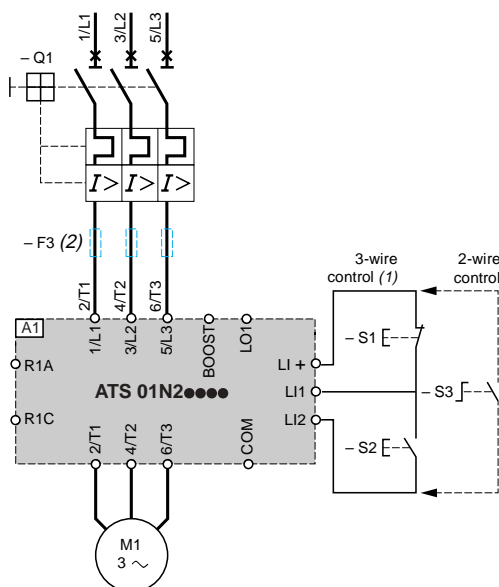 1/L1
3/L2
5/L3
– Q1
I >
I >
I >
– F3 (2)
2/T1
4/T2
6/T3
3-wire
control (1)
2-wire
control
A1
1/L1
3/L2
5/L3
BOOST
LO1
R1A
LI +
– S1
ATS 01N2●●●●
LI1
– S3
R1C
LI2
– S2
2/T1
4/T2
6/T3
COM
M1
3 ∼